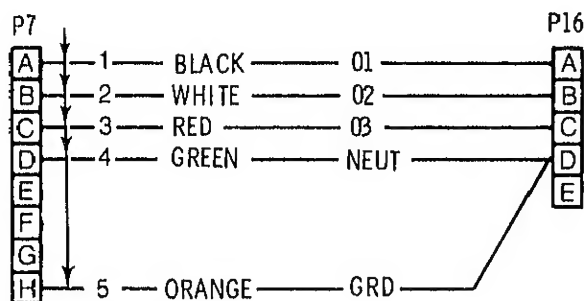 P7 P16
A 1 BLACK 01 A
B 2 WHITE 02 B
C 3 RED 03 C
D 4 GREEN NEUT D
E E
F
G
H 5 ORANGE GRD